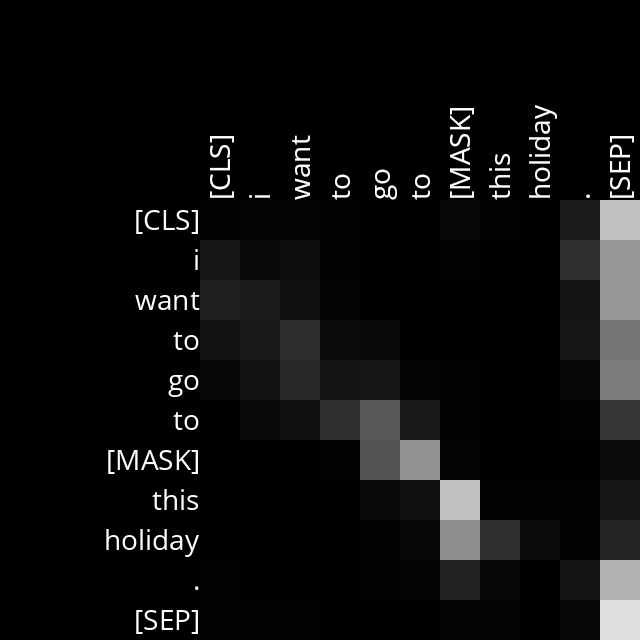 [CLS]
i
want
to
go
to
[MASK]
this
holiday
.
[SEP]
[CLS]
i
want
to
go
to
[MASK]
this
holiday
.
[SEP]